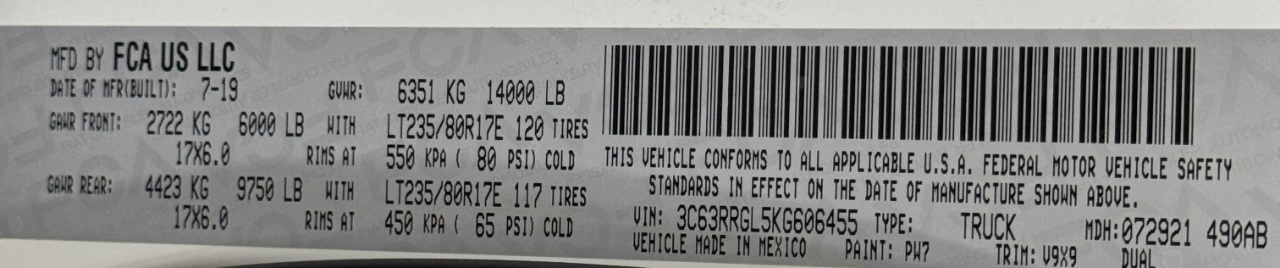 MFD BY FCA US LLC
DATE OF MFR(BUILT): 7-19 GVWR: 6351 KG 14000 LB
GAWR FRONT: 2722 KG 6000 LB WITH LT235/80R17E 120 TIRES
17X6.0 RIMS AT 550 KPA ( 80 PSI) COLD
GAWR REAR: 4423 KG 9750 LB WITH LT235/80R17E 117 TIRES
17X6.0 RIMS AT 450 KPA ( 65 PSI) COLD
THIS VEHICLE CONFORMS TO ALL APPLICABLE U.S.A. FEDERAL MOTOR VEHICLE SAFETY
STANDARDS IN EFFECT ON THE DATE OF MANUFACTURE SHOWN ABOVE.
VIN: 3C63RRGL5KG606455 TYPE: TRUCK MDH:072921 490AB
VEHICLE MADE IN MEXICO PAINT: PW7 TRIM: V9X9 DUAL